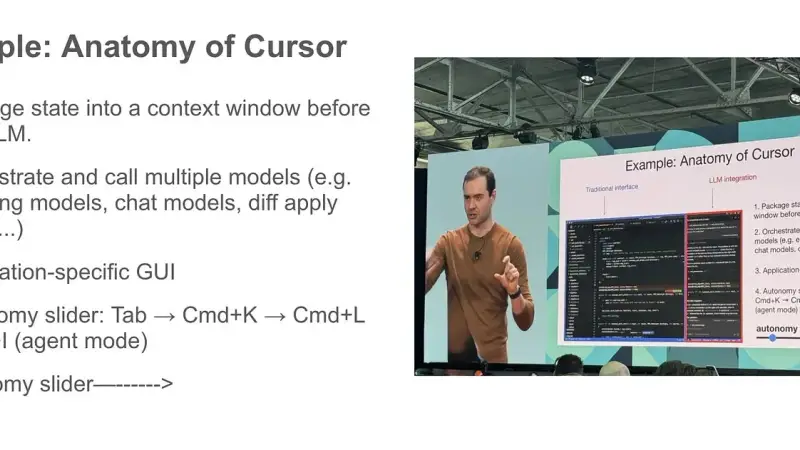 ple: Anatomy of Cursor
ge state into a context window before
LM.
strate and call multiple models (e.g.
ng models, chat models, diff apply
...)
ation-specific GUI
omy slider: Tab → Cmd+K → Cmd+L
I (agent mode)
omy slider—------>
Example: Anatomy of Cursor
Traditional interface
LLM integration
1. Package sta
window before
2. Orchestrate
models (e.g. e
chat models, d
3. Application
4. Autonomy s
Cmd+K → Cm
(agent mode)
autonomy